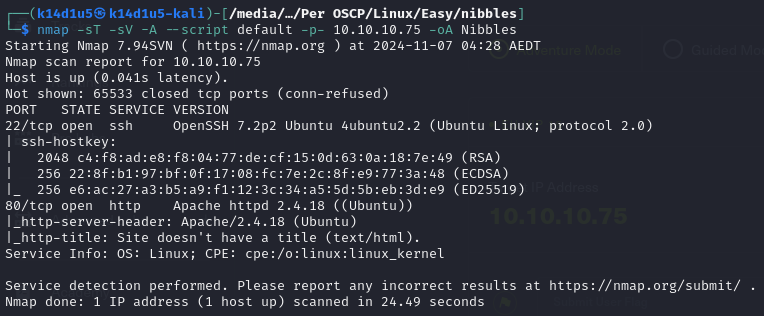 ┌──(k14d1u5㉿k14d1u5-kali)-[/media/…/Per OSCP/Linux/Easy/nibbles]
└─$ nmap -sT -sV -A --script default -p- 10.10.10.75 -oA Nibbles
Starting Nmap 7.94SVN ( https://nmap.org ) at 2024-11-07 04:28 AEDT
Nmap scan report for 10.10.10.75
Host is up (0.041s latency).
Not shown: 65533 closed tcp ports (conn-refused)
PORT   STATE SERVICE VERSION
22/tcp open  ssh     OpenSSH 7.2p2 Ubuntu 4ubuntu2.2 (Ubuntu Linux; protocol 2.0)
| ssh-hostkey:
|   2048 c4:f8:ad:e8:f8:04:77:de:cf:15:0d:63:0a:18:7e:49 (RSA)
|   256 22:8f:b1:97:bf:0f:17:08:fc:7e:2c:8f:e9:77:3a:48 (ECDSA)
|_  256 e6:ac:27:a3:b5:a9:f1:12:3c:34:a5:5d:5b:eb:3d:e9 (ED25519)
80/tcp open  http    Apache httpd 2.4.18 ((Ubuntu))
|_http-server-header: Apache/2.4.18 (Ubuntu)
|_http-title: Site doesn't have a title (text/html).
Service Info: OS: Linux; CPE: cpe:/o:linux:linux_kernel

Service detection performed. Please report any incorrect results at https://nmap.org/submit/ .
Nmap done: 1 IP address (1 host up) scanned in 24.49 seconds
Mode
Guided Mode
IP Address
10.10.10.75